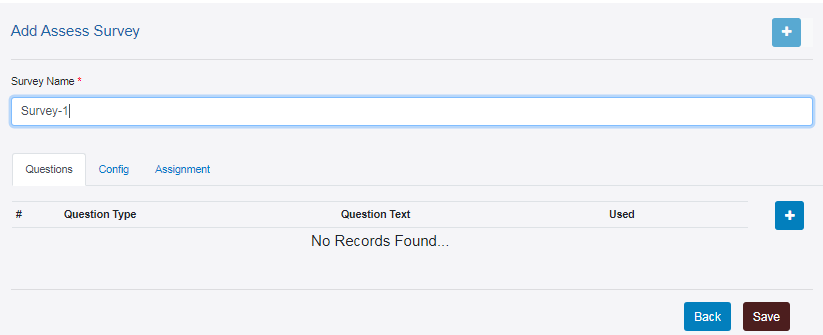 Add Assess Survey
+
Survey Name *
Survey-1
Questions Config Assignment
# Question Type Question Text Used
+
No Records Found...
Back Save